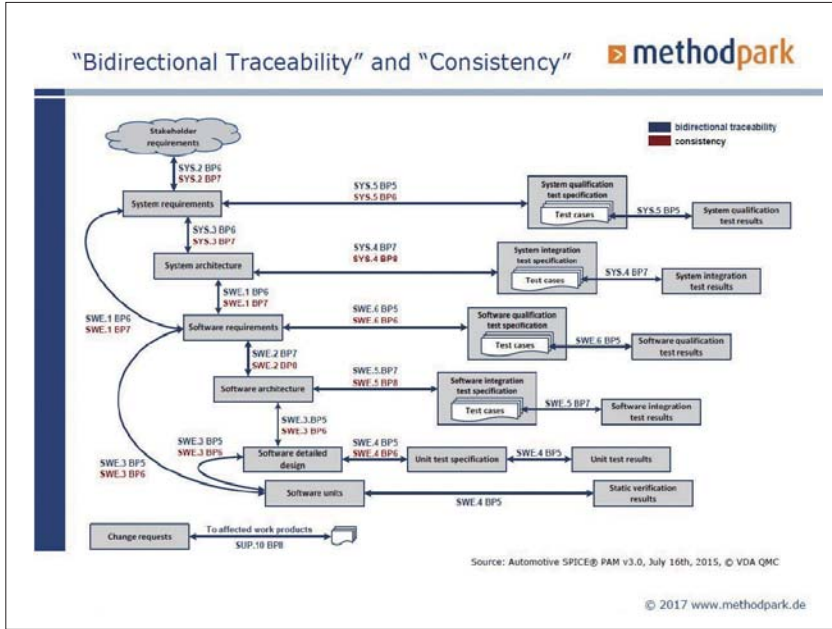 "Bidirectional Traceability" and "Consistency"
methodpark
bidirectional traceability
consistency
Stakeholder
requirements
SYS.2 BP6
SYS.2 BP7
System requirements
SYS.5 BP5
SYS.5 BP6
System qualification
test specification
Test cases
SYS.5 BP5
System qualification
test results
SYS.3 BP6
SYS.3 BP7
System architecture
SYS.4 BP7
SYS.4 BP8
System integration
test specification
Test cases
SYS.4 BP7
System integration
test results
SWE.1 BP6
SWE.1 BP7
SWE.1 BP6
SWE.1 BP7
Software requirements
SWE.6 BP5
SWE.6 BP6
Software qualification
test specification
Test cases
SWE.6 BP5
Software qualification
test results
SWE.2 BP7
SWE.2 BP8
Software architecture
SWE.5.BP7
SWE.5 BP8
Software integration
test specification
Test cases
SWE.5 BP7
Software integration
test results
SWE.3.BP5
SWE.3 BP6
SWE.3 BP5
SWE.3 BP6
SWE.3 BP5
SWE.3 BP6
Software detailed
design
SWE.4 BP5
SWE.4 BP6
Unit test specification
SWE.4 BP5
Unit test results
Software units
SWE.4 BP5
Static verification
results
Change requests
To affected work products
SUP.10 BP8
Source: Automotive SPICE® PAM v3.0, July 16th, 2015, © VDA QMC
© 2017 www.methodpark.de